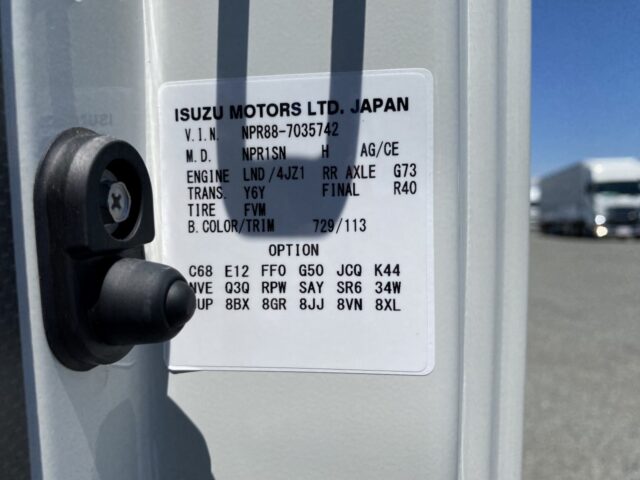 ISUZU MOTORS LTD. JAPAN
V.I.N. NPR88-7035742
M.D. NPR1SN H AG/CE
ENGINE LND/4JZ1 RR AXLE G73
TRANS. Y6Y FINAL R40
TIRE FVM
B.COLOR/TRIM 729/113
OPTION
C68 E12 FF0 G50 JCQ K44
NVE Q3Q RPW SAY SR6 34W
8BX 8GR 8JJ 8VN 8XL